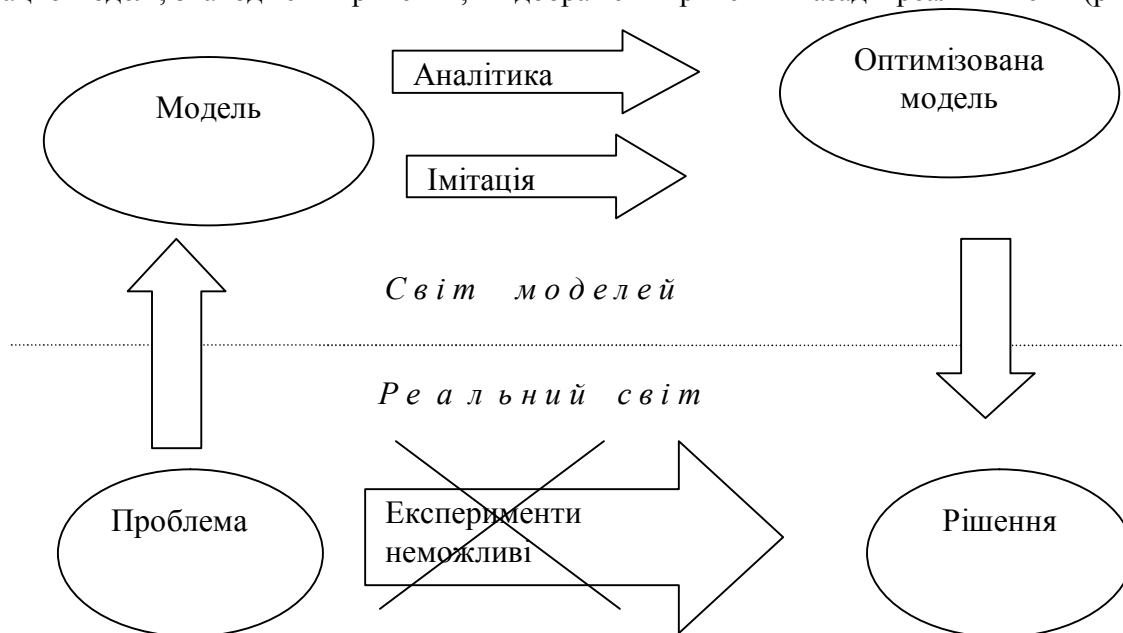 Аналітика
Оптимізована
модель
Модель
Імітація
Світ моделей
Реальний світ
Проблема
Експерименти
неможливі
Рішення